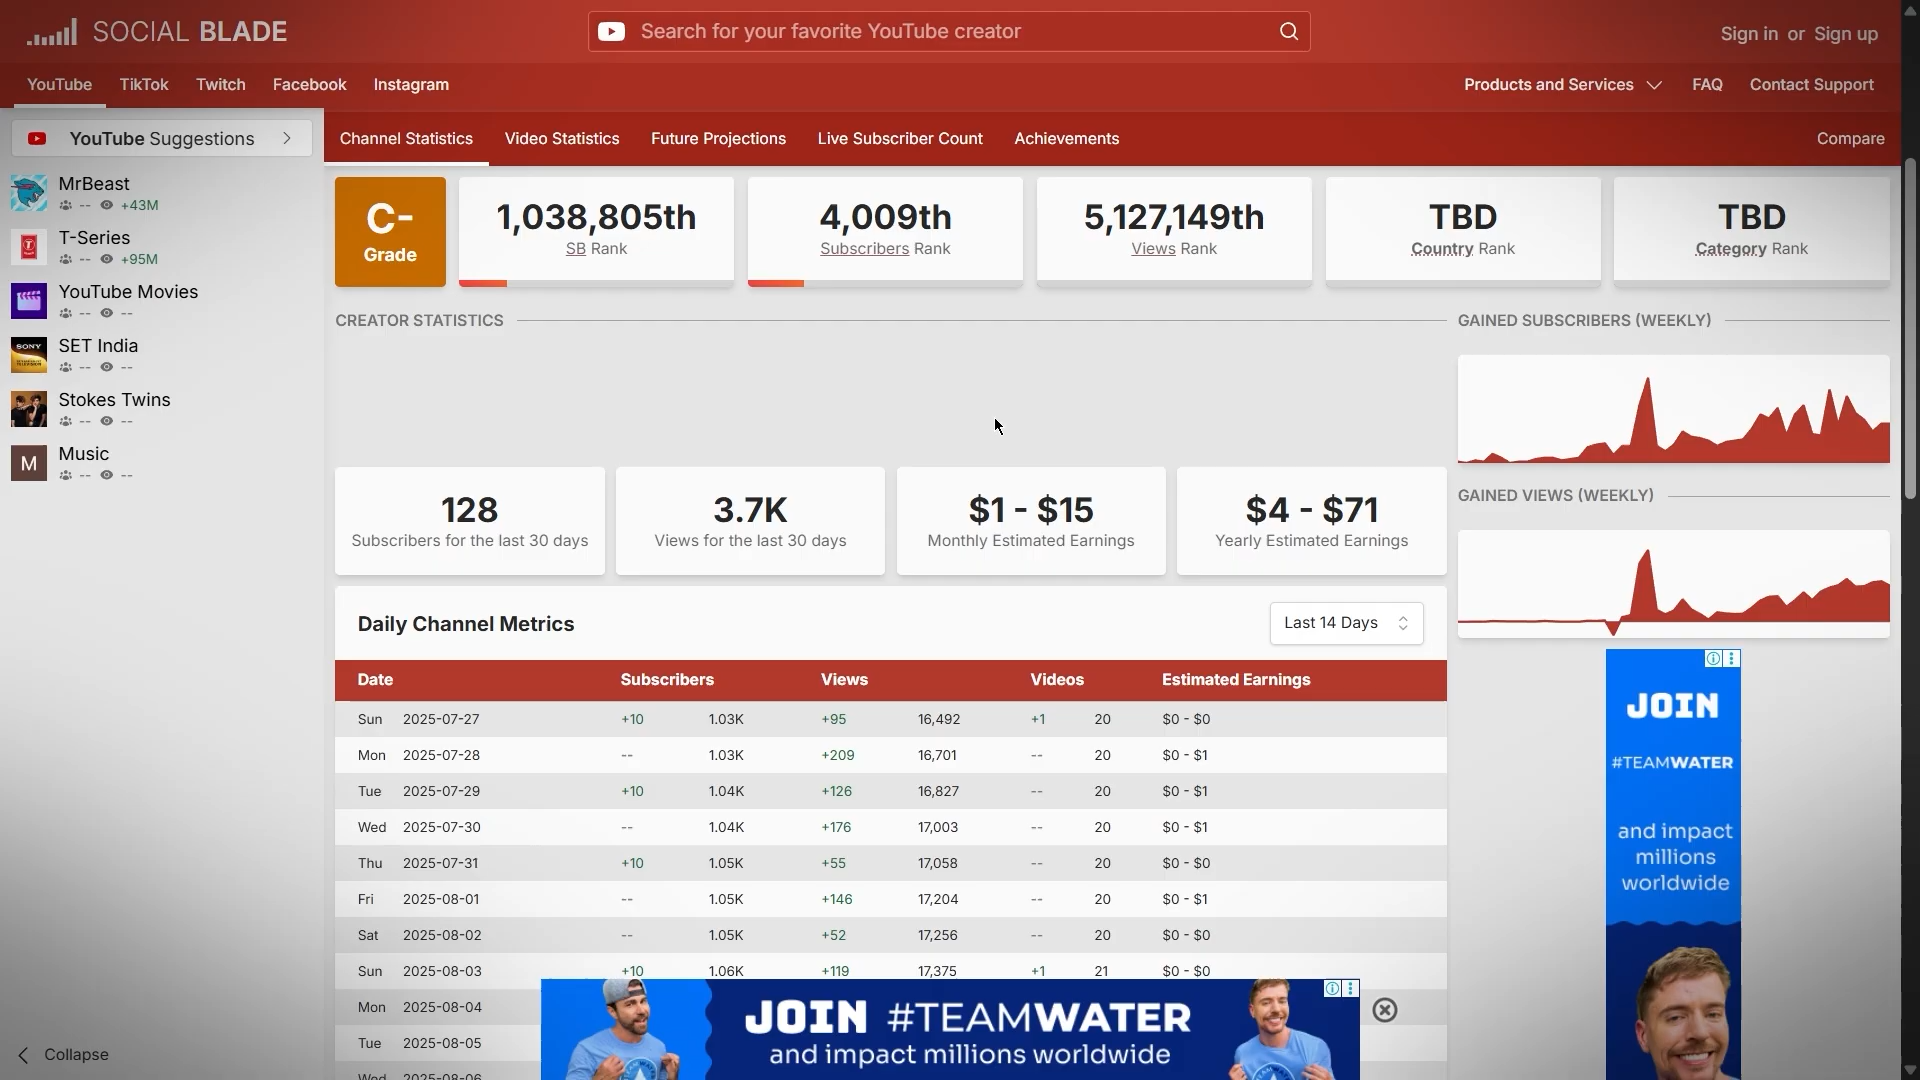 SOCIAL BLADE
Search for your favorite YouTube creator
Sign in or Sign up
YouTube TikTok Twitch Facebook Instagram
Products and Services FAQ Contact Support
YouTube Suggestions
Channel Statistics Video Statistics Future Projections Live Subscriber Count Achievements Compare
MrBeast
-- +43M
T-Series
-- +95M
YouTube Movies
-- --
SET India
-- --
Stokes Twins
-- --
M
Music
-- --
C-
Grade
1,038,805th
SB Rank
4,009th
Subscribers Rank
5,127,149th
Views Rank
TBD
Country Rank
TBD
Category Rank
CREATOR STATISTICS
GAINED SUBSCRIBERS (WEEKLY)
GAINED VIEWS (WEEKLY)
128
Subscribers for the last 30 days
3.7K
Views for the last 30 days
$1 - $15
Monthly Estimated Earnings
$4 - $71
Yearly Estimated Earnings
Daily Channel Metrics
Last 14 Days
Date Subscribers Views Videos Estimated Earnings
Sun 2025-07-27 +10 1.03K +95 16,492 +1 20 $0 - $0
Mon 2025-07-28 -- 1.03K +209 16,701 -- 20 $0 - $1
Tue 2025-07-29 +10 1.04K +126 16,827 -- 20 $0 - $1
Wed 2025-07-30 -- 1.04K +176 17,003 -- 20 $0 - $1
Thu 2025-07-31 +10 1.05K +55 17,058 -- 20 $0 - $0
Fri 2025-08-01 -- 1.05K +146 17,204 -- 20 $0 - $1
Sat 2025-08-02 -- 1.05K +52 17,256 -- 20 $0 - $0
Sun 2025-08-03 +10 1.06K +119 17,375 +1 21 $0 - $0
Mon 2025-08-04
Tue 2025-08-05
Wed 2025-08-06
JOIN #TEAMWATER
and impact millions worldwide
JOIN
#TEAMWATER
and impact
millions
worldwide
Collapse